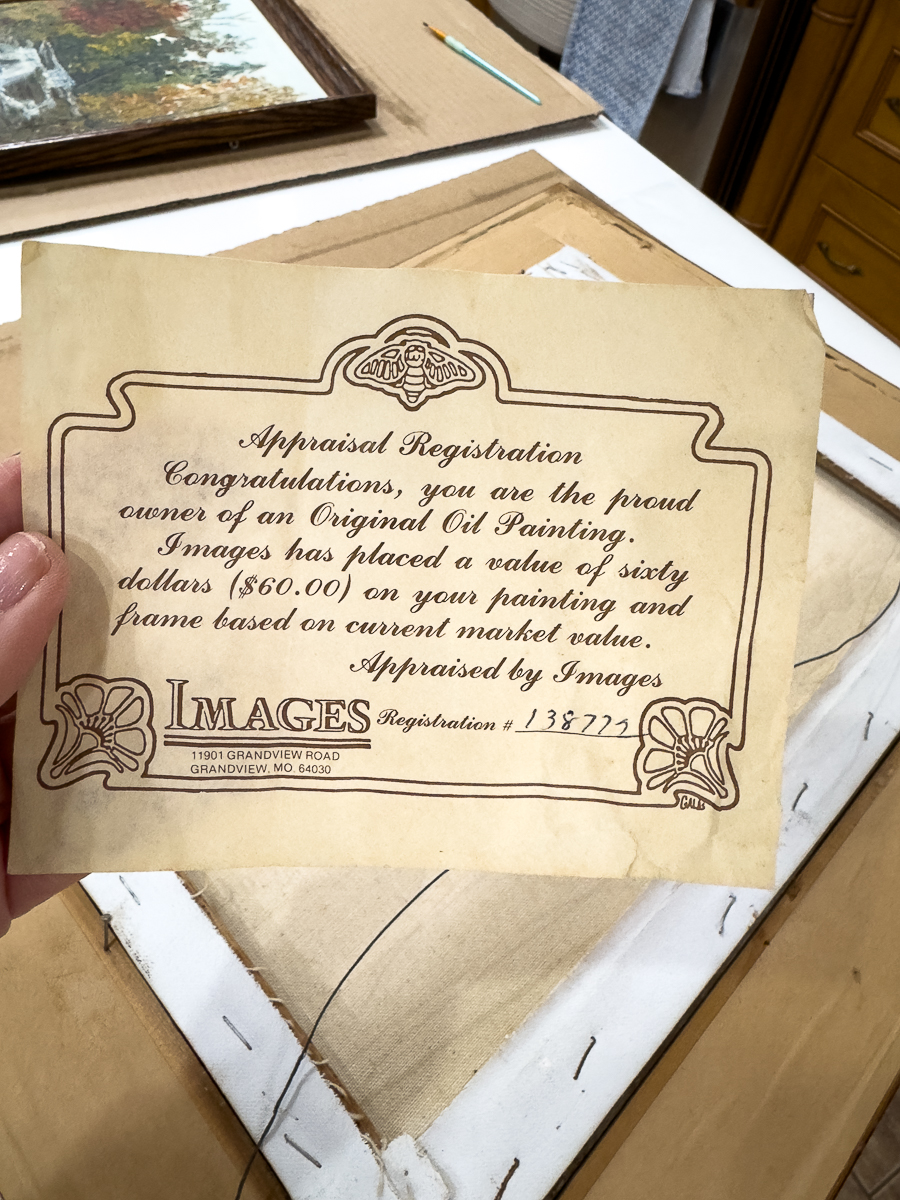 Appraisal Registration
Congratulations, you are the proud
owner of an Original Oil Painting.
Images has placed a value of sixty
dollars ($60.00) on your painting and
frame based on current market value.
Appraised by Images
IMAGES
Registration #
11901 GRANDVIEW ROAD
GRANDVIEW, MO. 64030